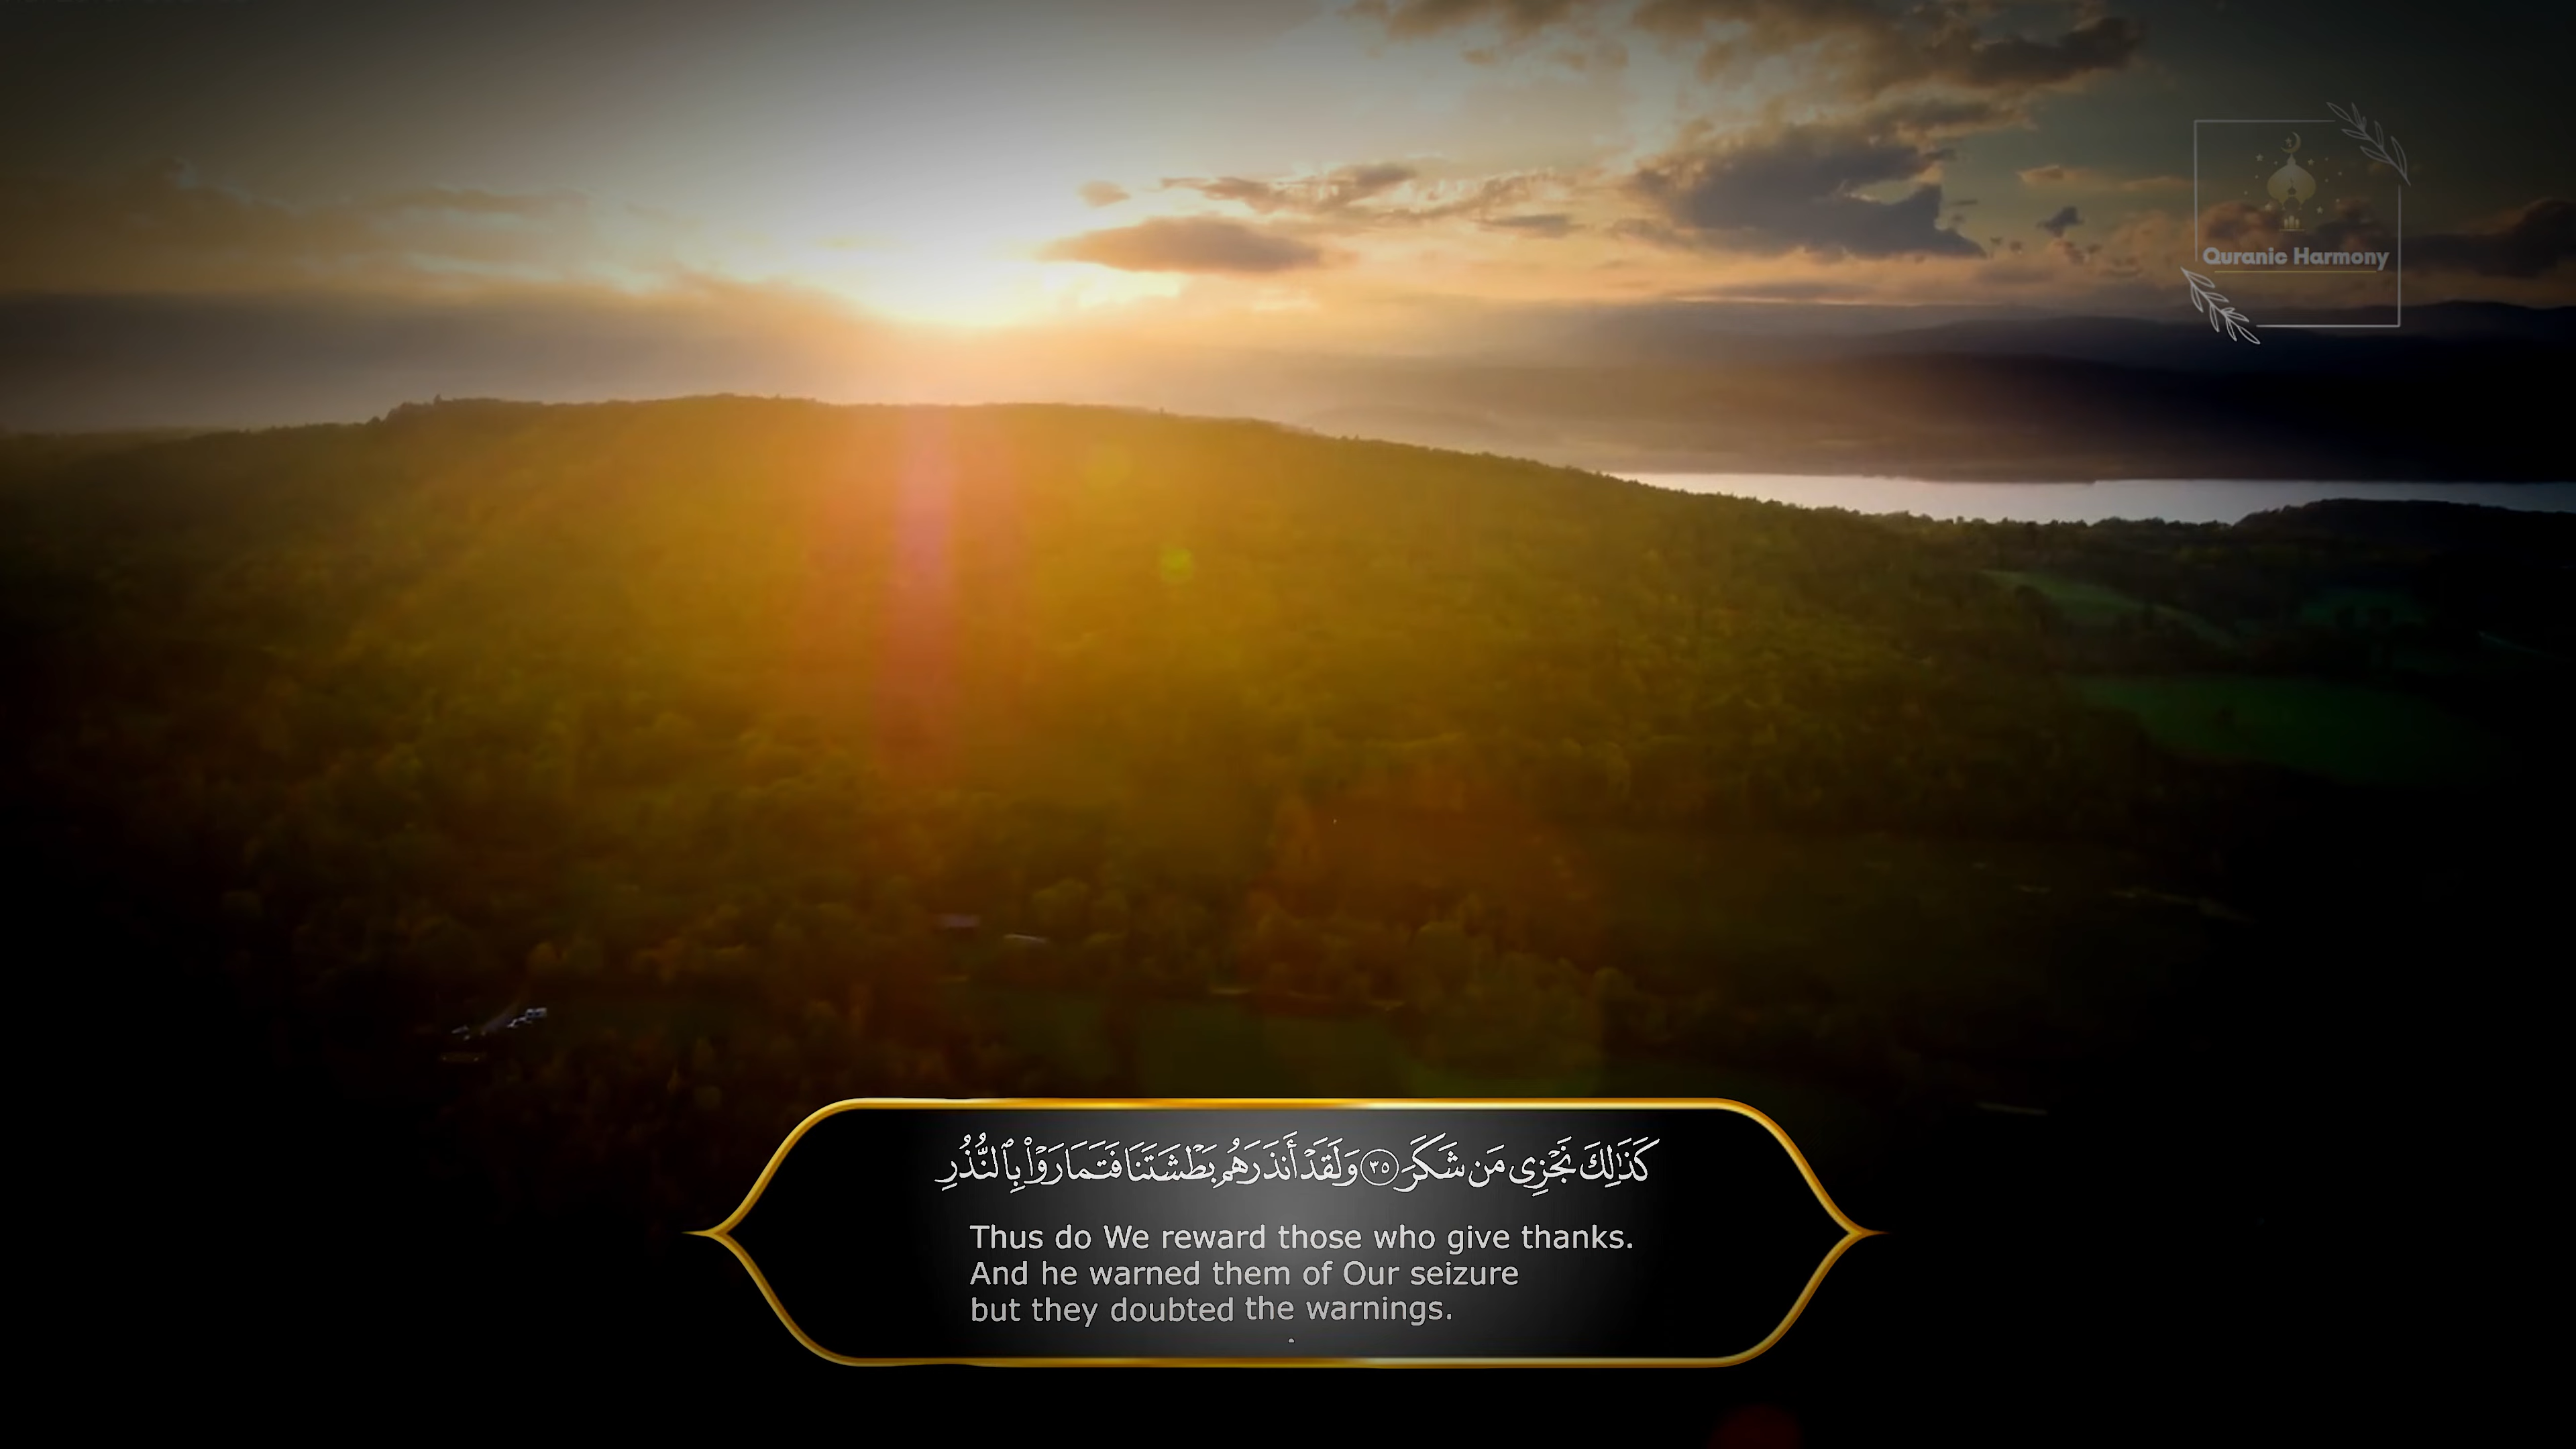 Quranic Harmony
كَذَٰلِكَ نَجْزِى مَن شَكَرَ ٣٥ وَلَقَدْ أَنذَرَهُم بَطْشَتَنَا فَتَمَارَوْا۟ بِٱلنُّذُرِ
Thus do We reward those who give thanks.
And he warned them of Our seizure
but they doubted the warnings.
.